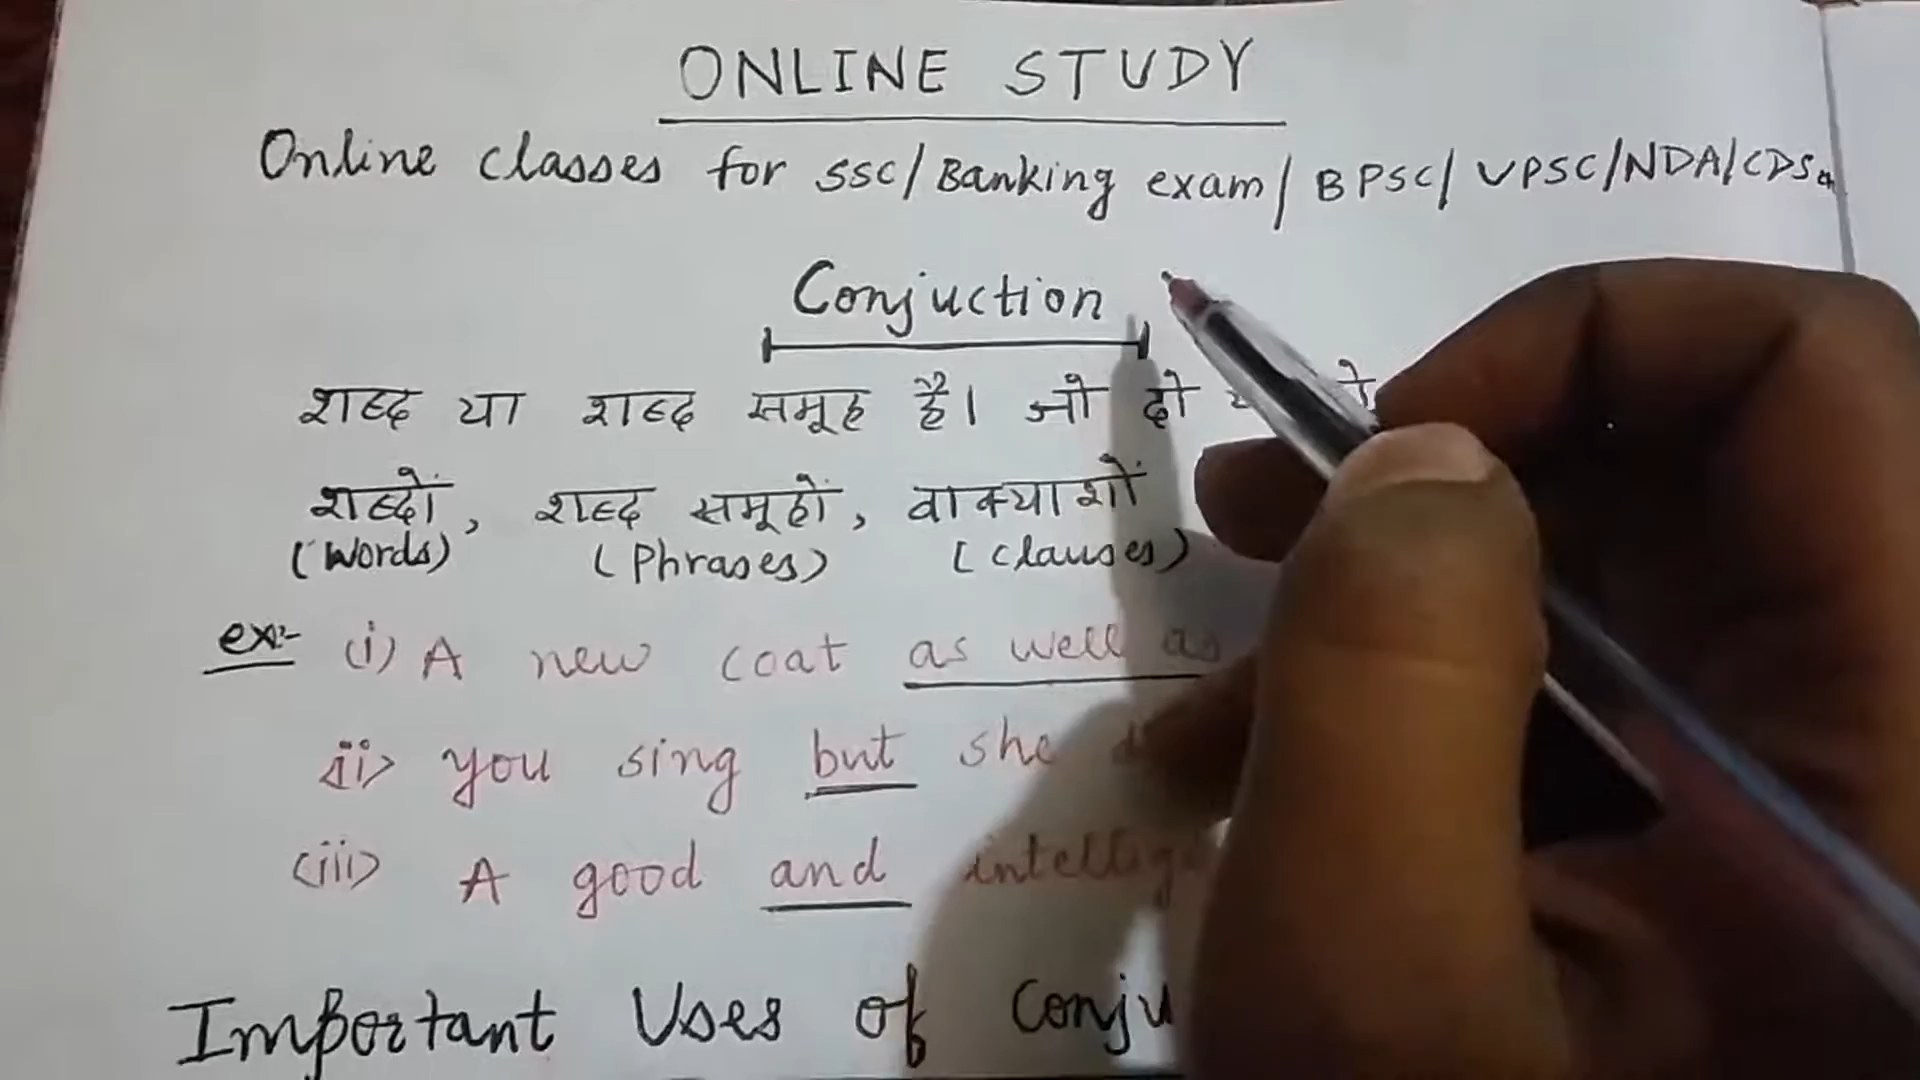 ONLINE STUDY
Online classes for SSC/Banking exam/BPSC/UPSC/NDA/CDS
Conjuction
शब्द या शब्द समूह है। जो दो
शब्दों, शब्द समूहों, वाक्याशों
(Words) (Phrases) (Clauses)
ex:- (i) A new coat as well as
(ii) you sing but she
(iii) A good and
Important Uses of